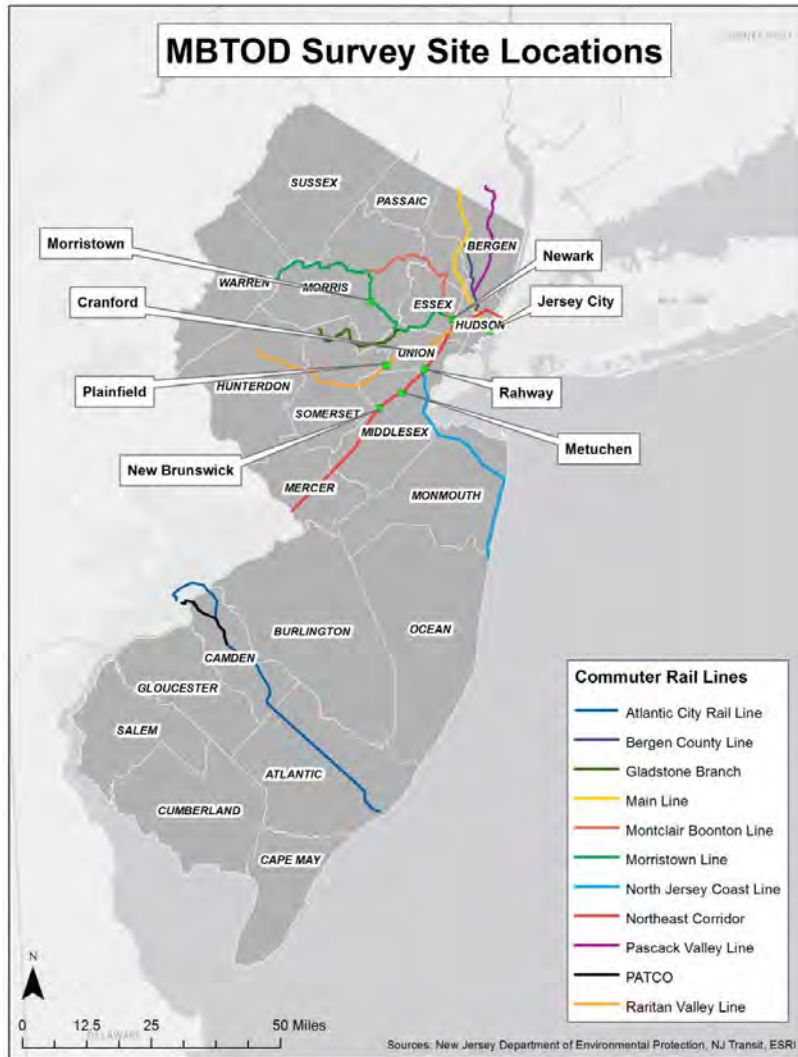 MBTOD Survey Site Locations
SUSSEX
PASSAIC
Morristown
BERGEN
Newark
WARREN
MORRIS
Cranford
ESSEX
Jersey City
HUDSON
UNION
Plainfield
HUNTERDON
Rahway
SOMERSET
MIDDLESEX
Metuchen
New Brunswick
MERCER
MONMOUTH
BURLINGTON
OCEAN
CAMDEN
GLOUCESTER
SALEM
ATLANTIC
CUMBERLAND
CAPE MAY
Commuter Rail Lines
Atlantic City Rail Line
Bergen County Line
Gladstone Branch
Main Line
Montclair Boonton Line
Morristown Line
North Jersey Coast Line
Northeast Corridor
Pascack Valley Line
PATCO
Raritan Valley Line
N
0 12.5 25 50 Miles
DELAWARE
Sources: New Jersey Department of Environmental Protection, NJ Transit, ESRI